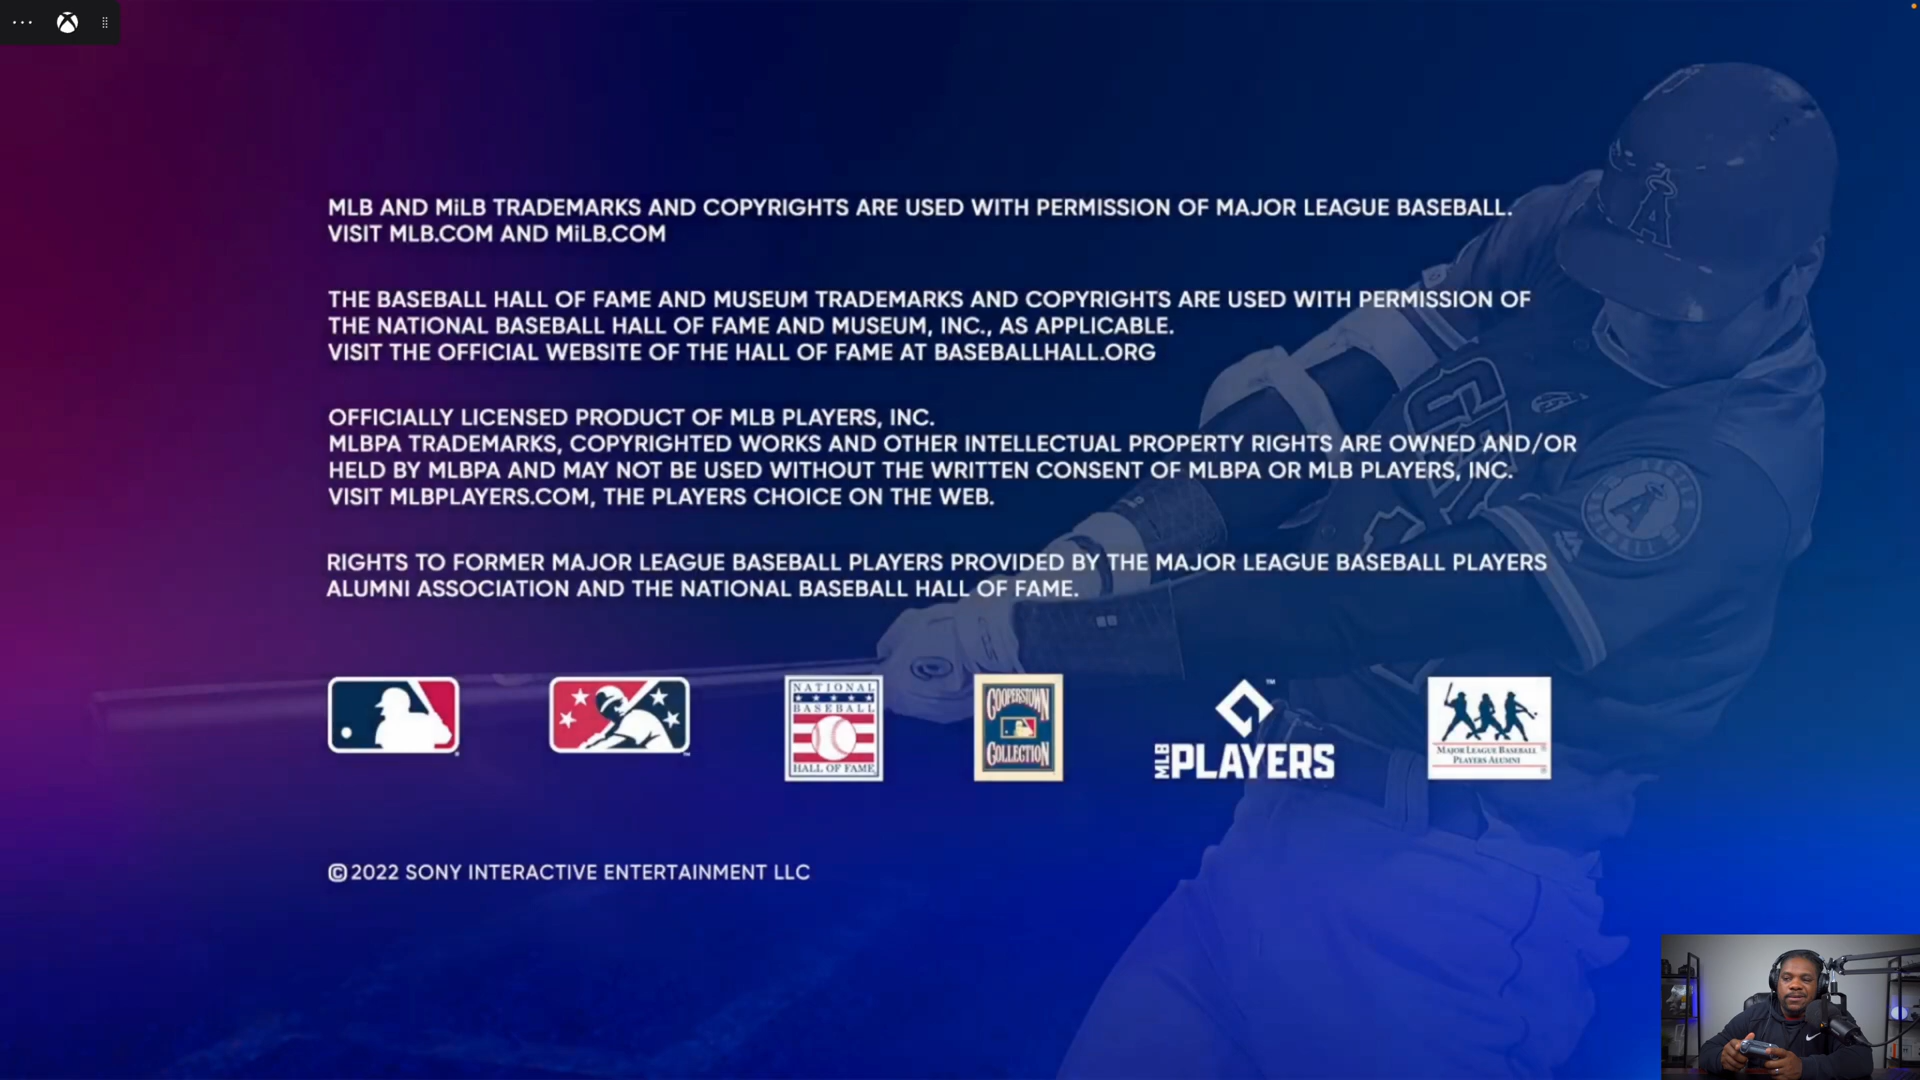 MLB AND MiLB TRADEMARKS AND COPYRIGHTS ARE USED WITH PERMISSION OF MAJOR LEAGUE BASEBALL.
VISIT MLB.COM AND MiLB.COM
THE BASEBALL HALL OF FAME AND MUSEUM TRADEMARKS AND COPYRIGHTS ARE USED WITH PERMISSION OF
THE NATIONAL BASEBALL HALL OF FAME AND MUSEUM, INC., AS APPLICABLE.
VISIT THE OFFICIAL WEBSITE OF THE HALL OF FAME AT BASEBALLHALL.ORG
OFFICIALLY LICENSED PRODUCT OF MLB PLAYERS, INC.
MLBPA TRADEMARKS, COPYRIGHTED WORKS AND OTHER INTELLECTUAL PROPERTY RIGHTS ARE OWNED AND/OR
HELD BY MLBPA AND MAY NOT BE USED WITHOUT THE WRITTEN CONSENT OF MLBPA OR MLB PLAYERS, INC.
VISIT MLBPLAYERS.COM, THE PLAYERS CHOICE ON THE WEB.
RIGHTS TO FORMER MAJOR LEAGUE BASEBALL PLAYERS PROVIDED BY THE MAJOR LEAGUE BASEBALL PLAYERS
ALUMNI ASSOCIATION AND THE NATIONAL BASEBALL HALL OF FAME.
NATIONAL
BASEBALL
HALL OF FAME
COOPERSTOWN
COLLECTION
MLB PLAYERS ™
MAJOR LEAGUE BASEBALL
PLAYERS ALUMNI
© 2022 SONY INTERACTIVE ENTERTAINMENT LLC